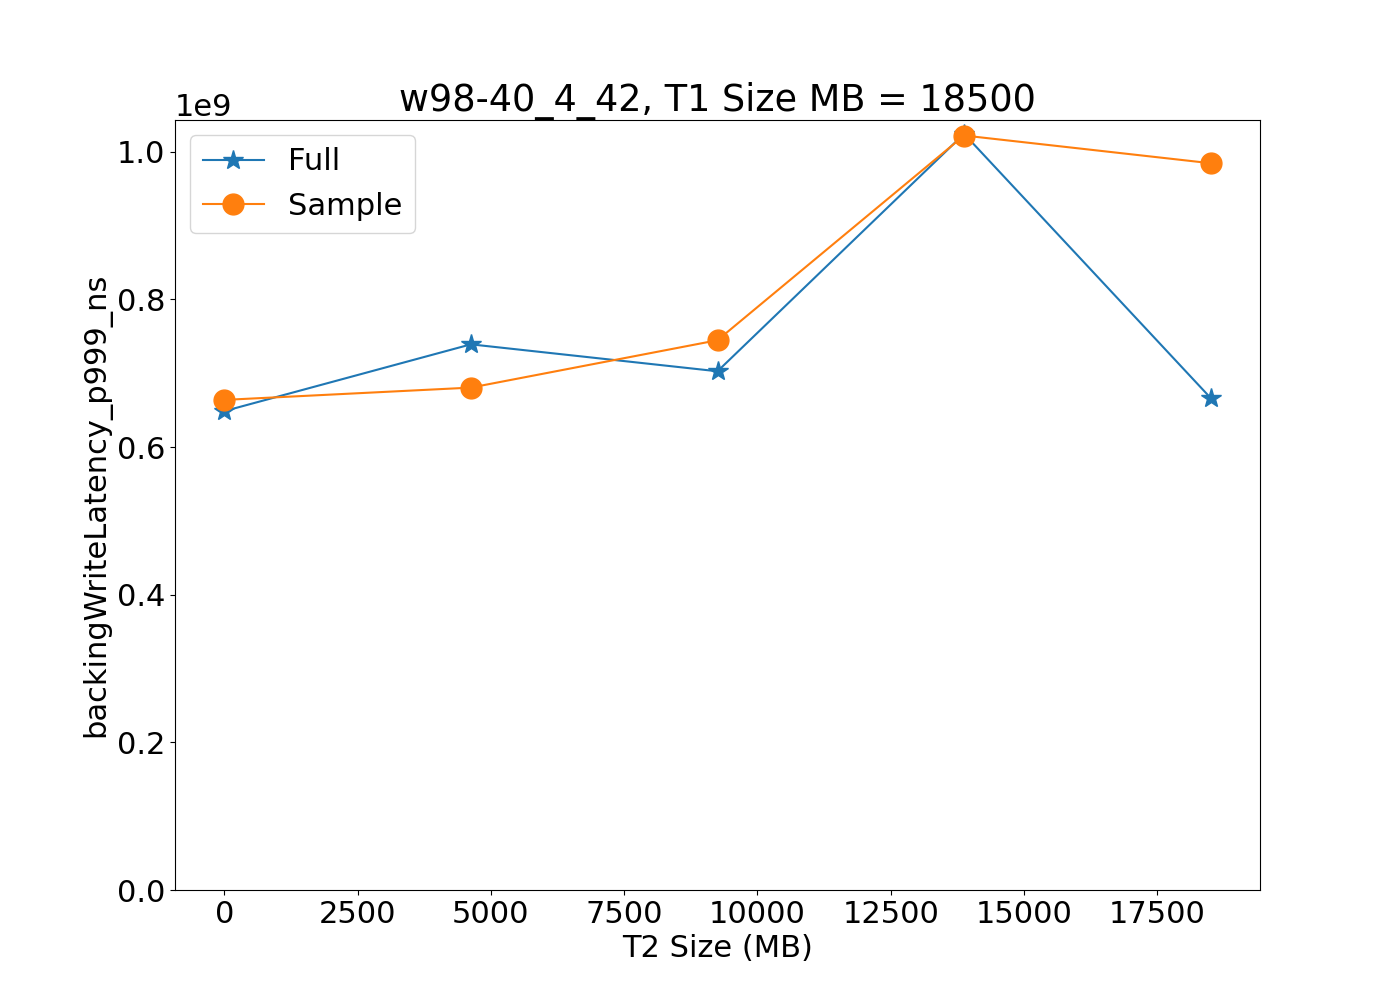 w98-40_4_42, T1 Size MB = 18500
1e9
Full
Sample
1.0
0.8
0.6
0.4
0.2
0.0
backingWriteLatency_p999_ns
0 2500 5000 7500 10000 12500 15000 17500
T2 Size (MB)